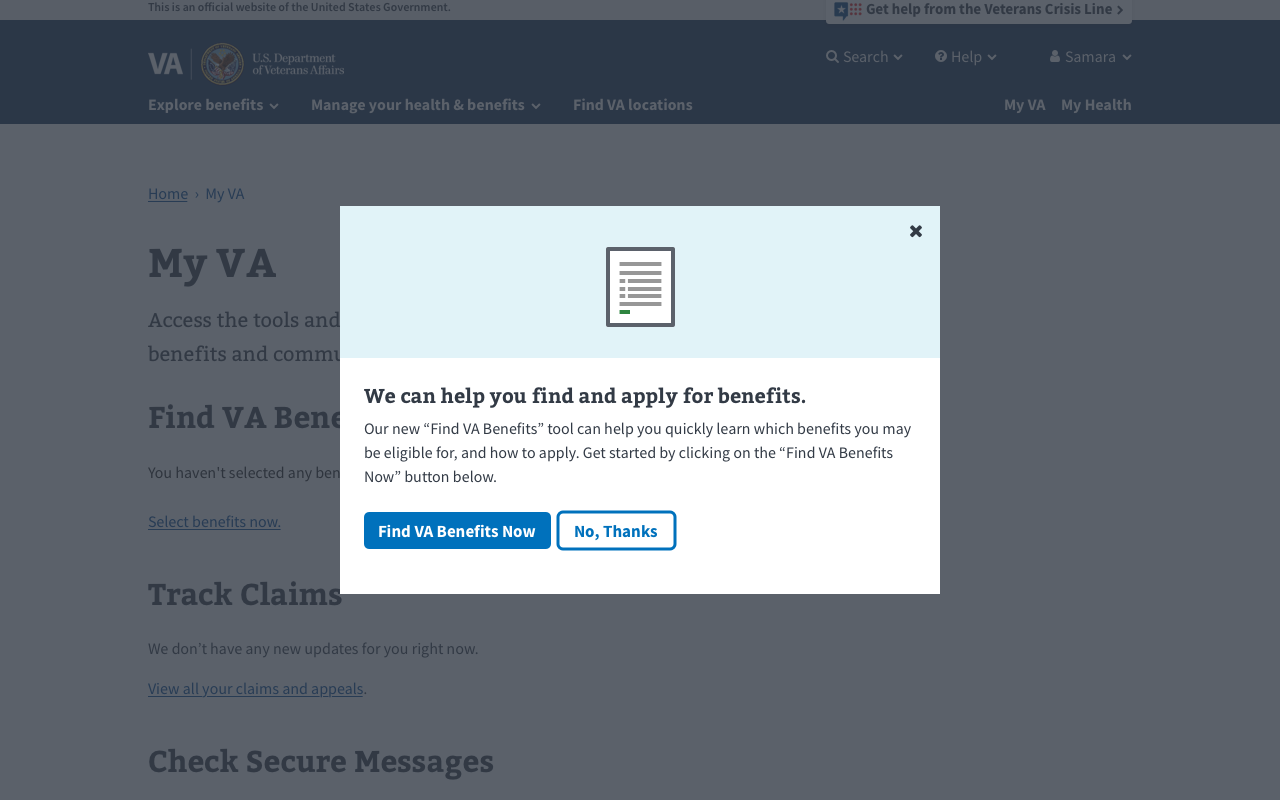 This is an official website of the United States Government.
Get help from the Veterans Crisis Line
VA
U.S. Department
of Veterans Affairs
Search
Help
Samara
Explore benefits
Manage your health & benefits
Find VA locations
My VA
My Health
Home › My VA
My VA
Access the tools and
benefits and commu
Find VA Bene
You haven't selected any ben
Select benefits now.
We can help you find and apply for benefits.
Our new “Find VA Benefits” tool can help you quickly learn which benefits you may
be eligible for, and how to apply. Get started by clicking on the “Find VA Benefits
Now” button below.
Find VA Benefits Now
No, Thanks
Track Claims
We don’t have any new updates for you right now.
View all your claims and appeals.
Check Secure Messages